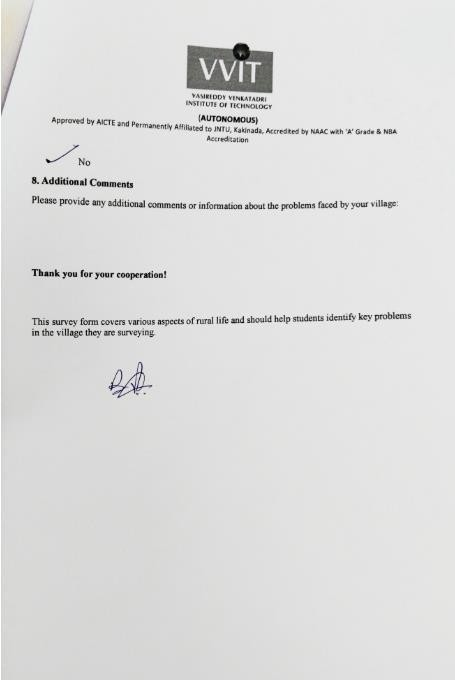 VVIT
VASIREDDY VENKATADRI
INSTITUTE OF TECHNOLOGY
(AUTONOMOUS)
Approved by AICTE and Permanently Affiliated to JNTU, Kakinada, Accredited by NAAC with 'A' Grade & NBA
Accreditation
No
8. Additional Comments
Please provide any additional comments or information about the problems faced by your village:
Thank you for your cooperation!
This survey form covers various aspects of rural life and should help students identify key problems
in the village they are surveying.